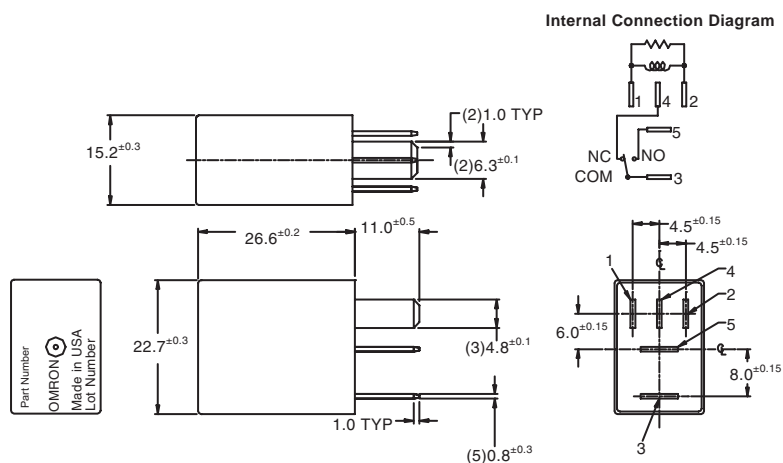 Internal Connection Diagram
1 4 2
5
NC NO
COM 3
(2)1.0 TYP
15.2±0.3
(2)6.3±0.1
26.6±0.2 11.0±0.5
4.5±0.15
4.5±0.15
1
4
2
5
6.0±0.15
8.0±0.15
3
22.7±0.3
(3)4.8±0.1
1.0 TYP
(5)0.8±0.3
Part Number
OMRON
Made in USA
Lot Number
℄
℄